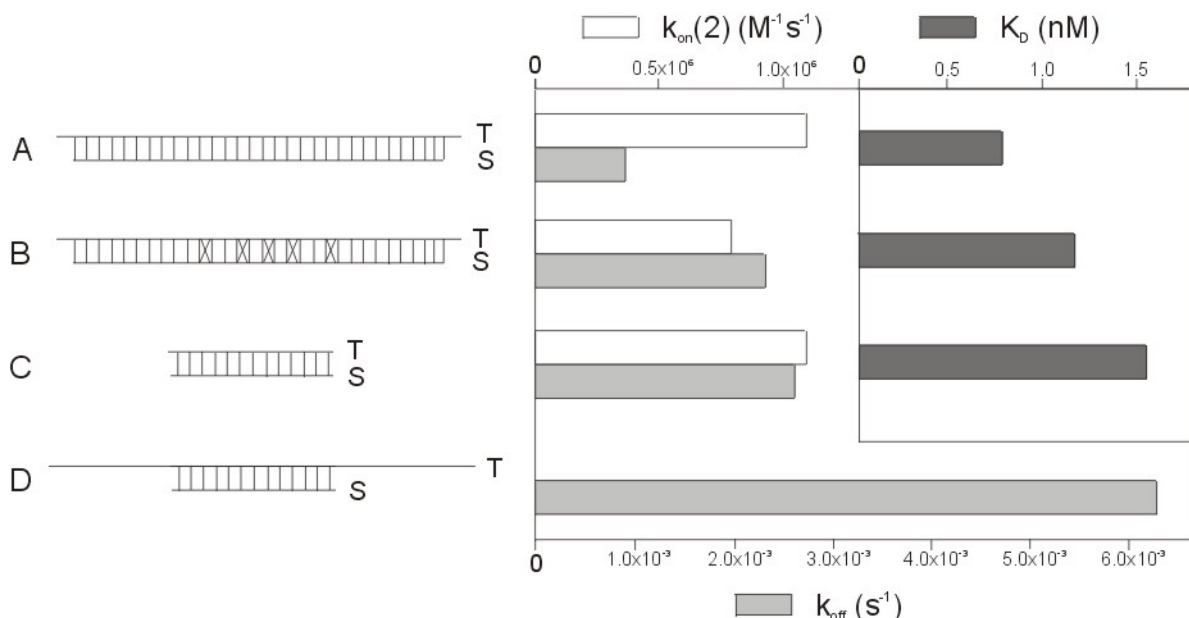 kₒₙ(2) (M⁻¹s⁻¹)
K_D (nM)
0 0.5x10⁶ 1.0x10⁶
0 0.5 1.0 1.5
A T
S
B T
S
C T
S
D T
S
0 1.0x10⁻³ 2.0x10⁻³ 3.0x10⁻³ 4.0x10⁻³ 5.0x10⁻³ 6.0x10⁻³
k_off (s⁻¹)